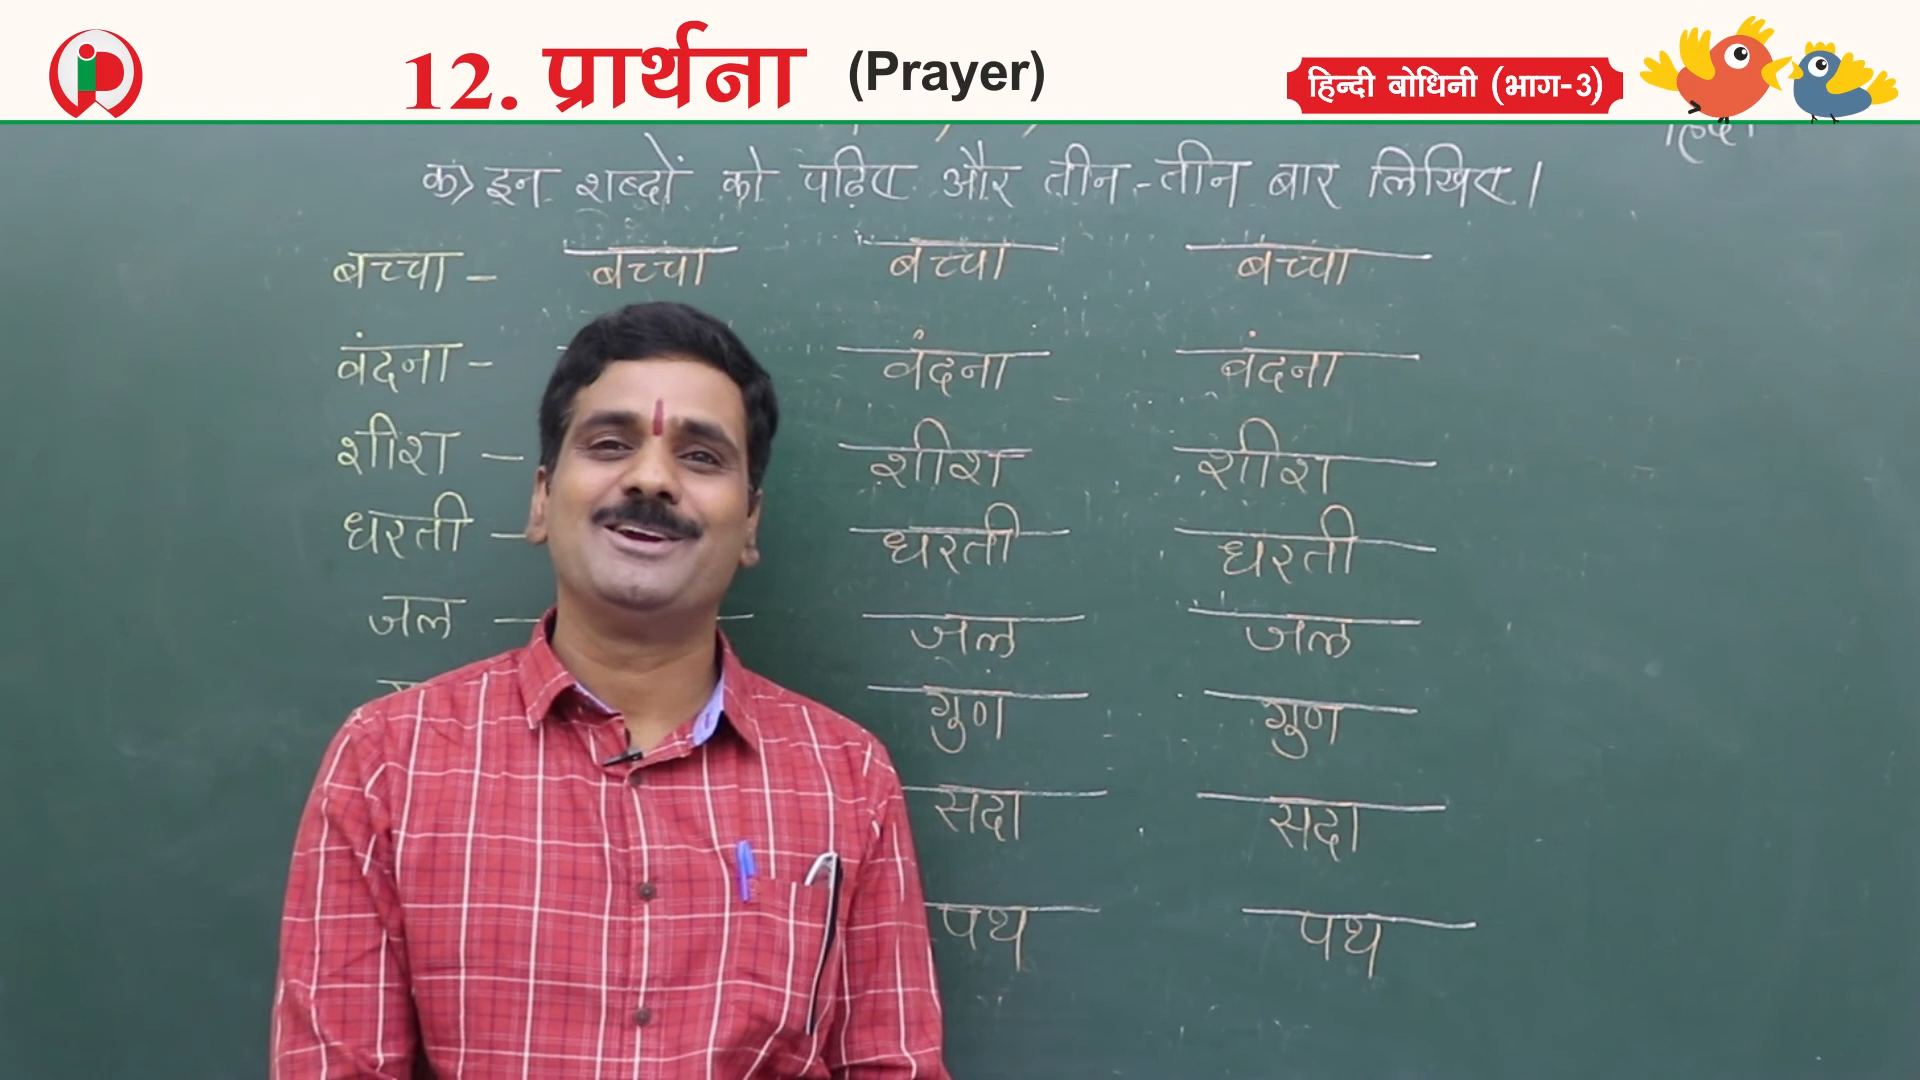 12. प्रार्थना (Prayer)
हिन्दी बोधिनी (भाग-3)
क) इन शब्दों को पढ़िए और तीन-तीन बार लिखिए।
बच्चा - बच्चा बच्चा बच्चा
वंदना - वंदना वंदना
शीश - शीश शीश
धरती - धरती धरती
जल - जल जल
गुण गुण
सदा सदा
पथ पथ